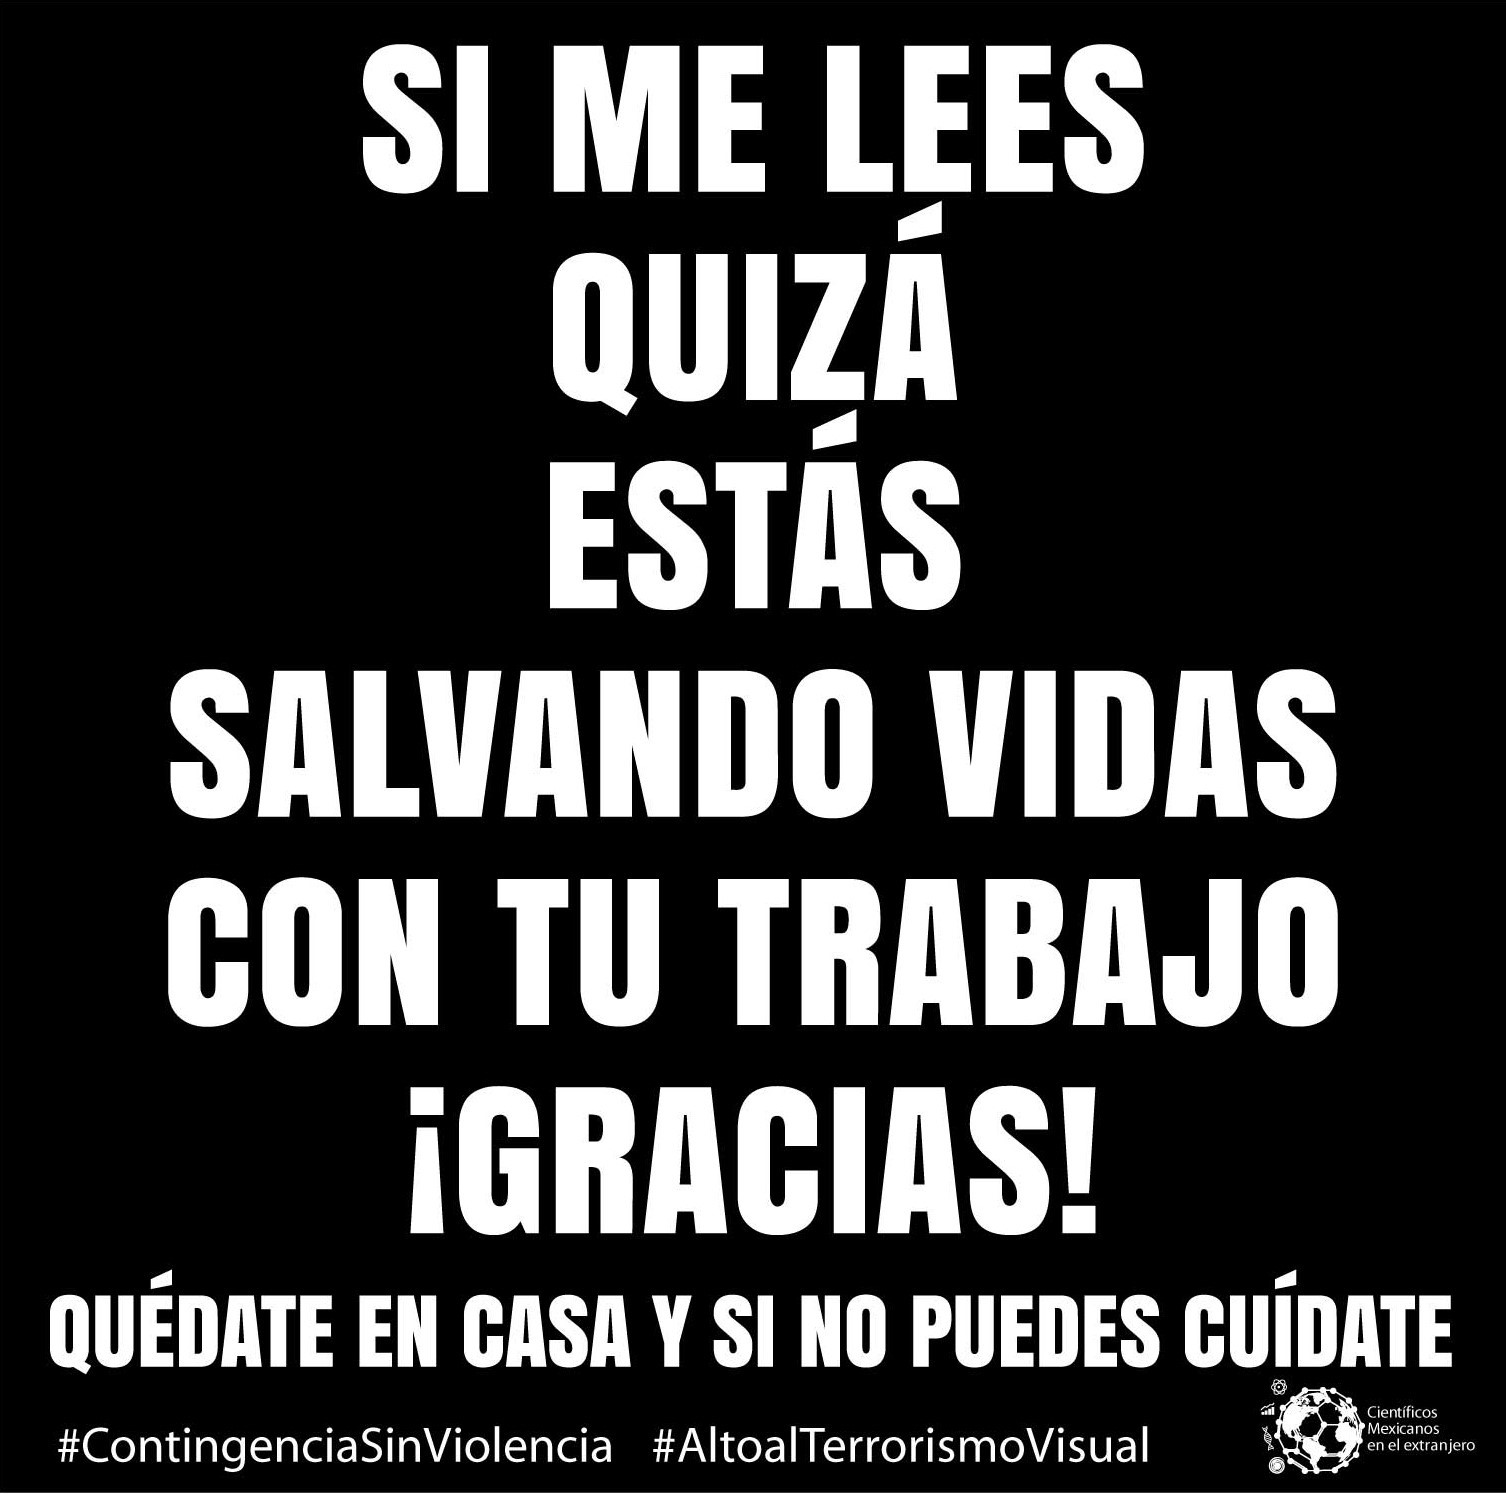 SI ME LEES
QUIZÁ
ESTÁS
SALVANDO VIDAS
CON TU TRABAJO
¡GRACIAS!
QUÉDATE EN CASA Y SI NO PUEDES CUÍDATE
#ContingenciaSinViolencia #AltoalTerrorismoVisual
Científicos
Mexicanos
en el extranjero